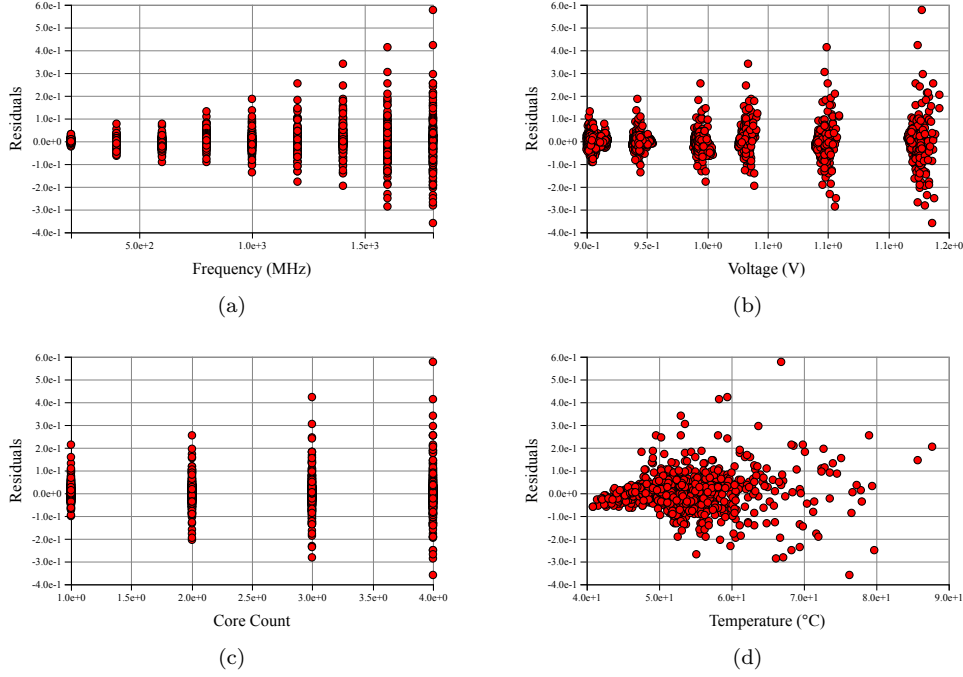 6.0e-1
5.0e-1
4.0e-1
3.0e-1
2.0e-1
1.0e-1
0.0e+0
-1.0e-1
-2.0e-1
-3.0e-1
-4.0e-1
Residuals
5.0e+2 1.0e+3 1.5e+3
Frequency (MHz)
(a)
6.0e-1
5.0e-1
4.0e-1
3.0e-1
2.0e-1
1.0e-1
0.0e+0
-1.0e-1
-2.0e-1
-3.0e-1
-4.0e-1
Residuals
9.0e-1 9.5e-1 1.0e+0 1.1e+0 1.1e+0 1.1e+0 1.2e+0
Voltage (V)
(b)
6.0e-1
5.0e-1
4.0e-1
3.0e-1
2.0e-1
1.0e-1
0.0e+0
-1.0e-1
-2.0e-1
-3.0e-1
-4.0e-1
Residuals
1.0e+0 1.5e+0 2.0e+0 2.5e+0 3.0e+0 3.5e+0 4.0e+0
Core Count
(c)
6.0e-1
5.0e-1
4.0e-1
3.0e-1
2.0e-1
1.0e-1
0.0e+0
-1.0e-1
-2.0e-1
-3.0e-1
-4.0e-1
Residuals
4.0e+1 5.0e+1 6.0e+1 7.0e+1 8.0e+1 9.0e+1
Temperature (°C)
(d)